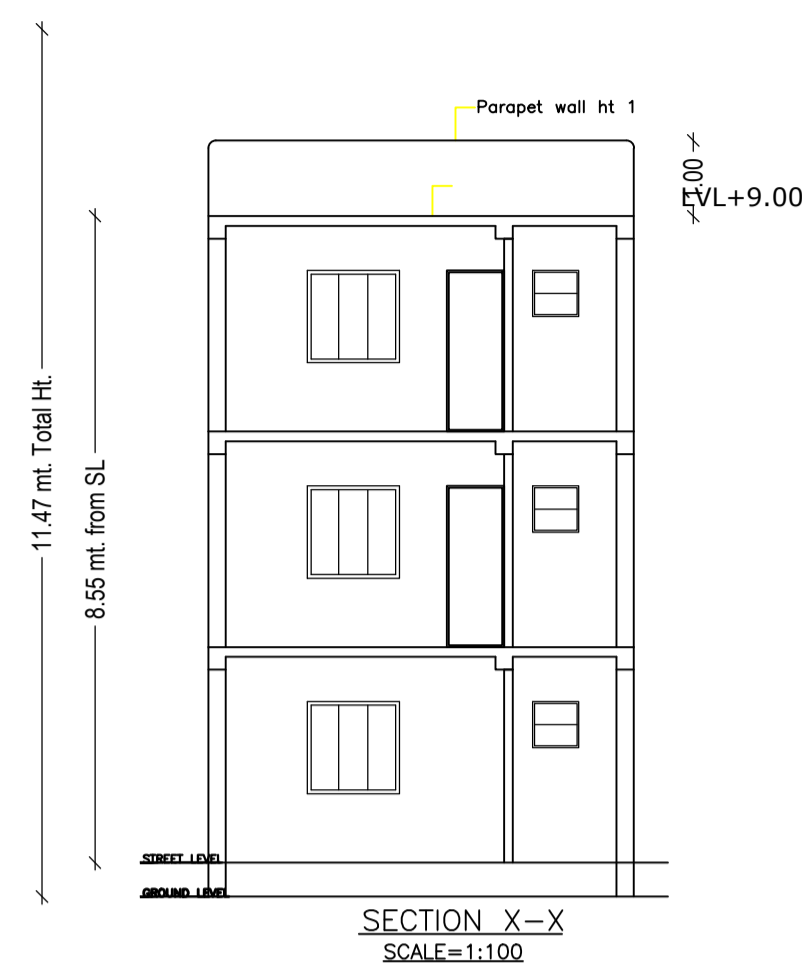 Parapet wall ht 1
1.00
LVL+9.00
11.47 mt. Total Ht.
8.55 mt. from SL
STREET LEVEL
GROUND LEVEL
SECTION X-X
SCALE=1:100